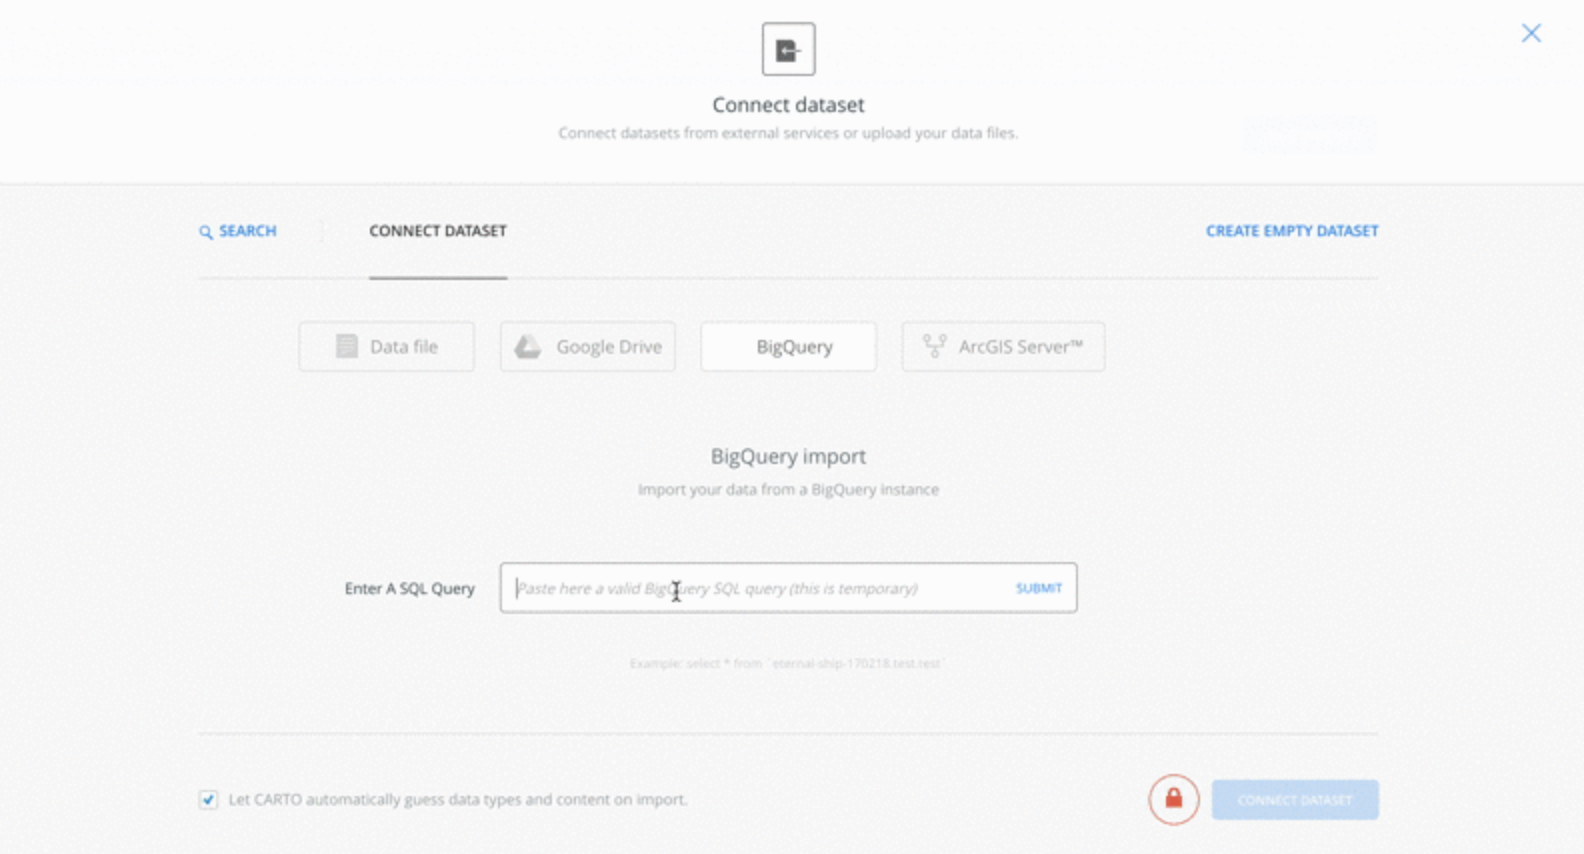 Connect dataset
Connect datasets from external services or upload your data files.
SEARCH
CONNECT DATASET
CREATE EMPTY DATASET
Data file
Google Drive
BigQuery
ArcGIS Server™
BigQuery import
Import your data from a BigQuery instance
Enter A SQL Query
Paste here a valid BigQuery SQL query (this is temporary)
SUBMIT
Example: select * from `eternal-ship-170218.test.test`
Let CARTO automatically guess data types and content on import.
CONNECT DATASET